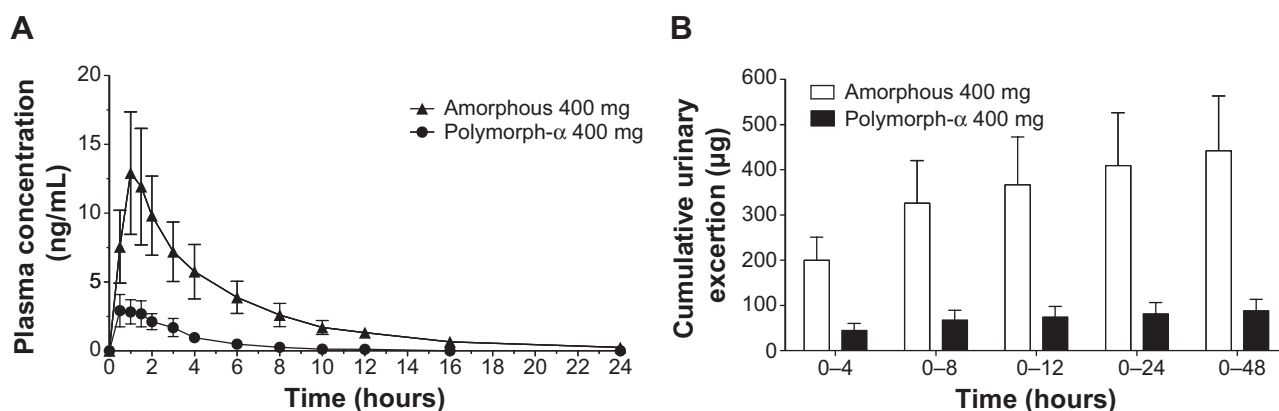 A
Plasma concentration
(ng/mL)
20
15
10
5
0
0 2 4 6 8 10 12 14 16 18 20 22 24
Time (hours)
Amorphous 400 mg
Polymorph-α 400 mg
B
Cumulative urinary
excertion (µg)
600
500
400
300
200
100
0
0–4 0–8 0–12 0–24 0–48
Time (hours)
Amorphous 400 mg
Polymorph-α 400 mg